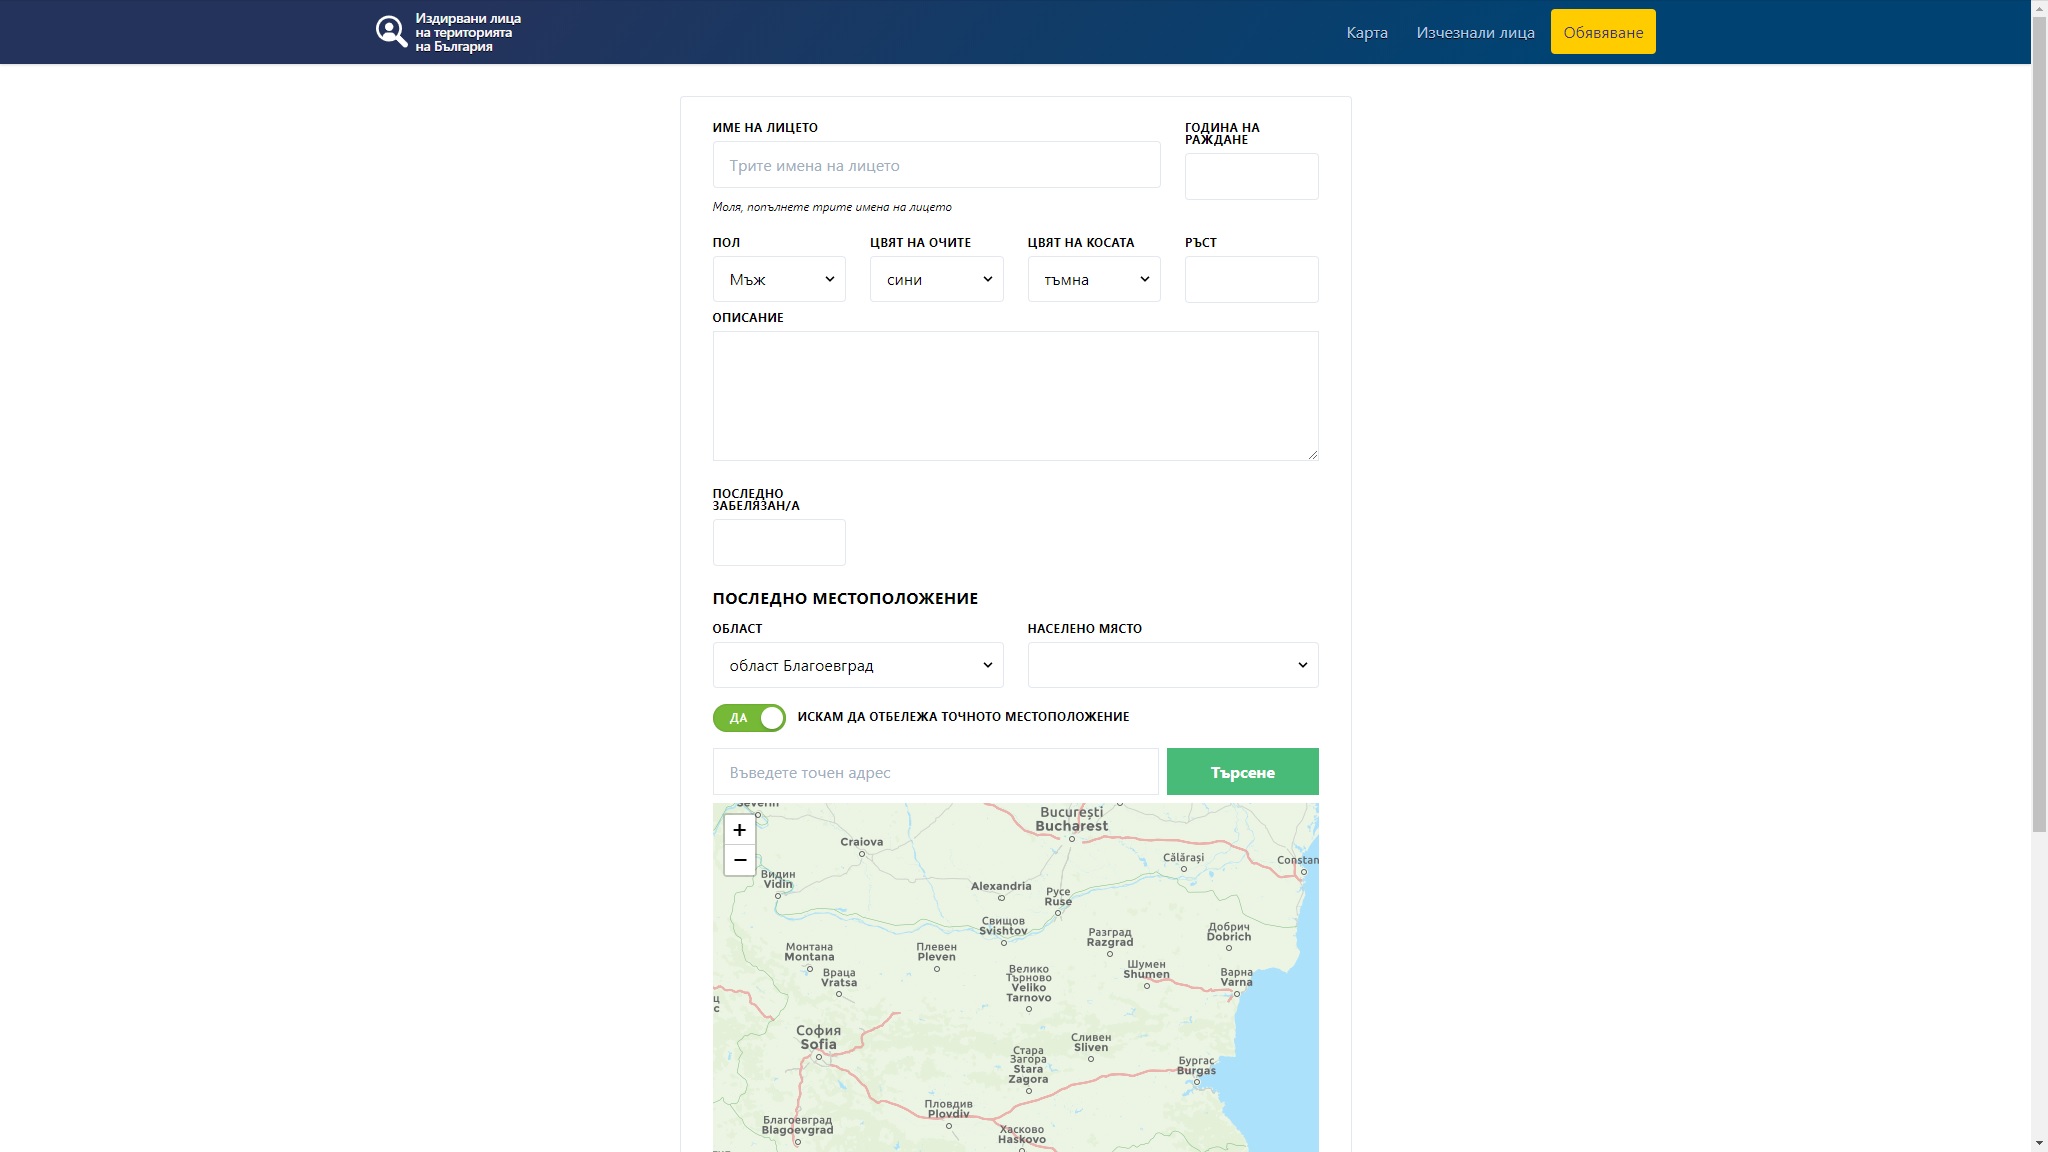 Издирвани лица
на територията
на България
Карта
Изчезнали лица
Обявяване
ИМЕ НА ЛИЦЕТО
Трите имена на лицето
Моля, попълнете трите имена на лицето
ГОДИНА НА
РАЖДАНЕ
ПОЛ
Мъж
ЦВЯТ НА ОЧИТЕ
сини
ЦВЯТ НА КОСАТА
тъмна
РЪСТ
ОПИСАНИЕ
ПОСЛЕДНО
ЗАБЕЛЯЗАН/А
ПОСЛЕДНО МЕСТОПОЛОЖЕНИЕ
ОБЛАСТ
област Благоевград
НАСЕЛЕНО МЯСТО
ДА
ИСКАМ ДА ОТБЕЛЕЖА ТОЧНОТО МЕСТОПОЛОЖЕНИЕ
Въведете точен адрес
Търсене
+
−
Severin
București
Bucharest
Craiova
Călărași
Constan
Видин
Vidin
Alexandria
Русе
Ruse
Свищов
Svishtov
Добрич
Dobrich
Разград
Razgrad
Монтана
Montana
Плевен
Pleven
Враца
Vratsa
Велико
Търново
Veliko
Tarnovo
Шумен
Shumen
Варна
Varna
София
Sofia
Сливен
Sliven
Стара
Загора
Stara
Zagora
Бургас
Burgas
Пловдив
Plovdiv
Благоевград
Blagoevgrad
Хасково
Haskovo